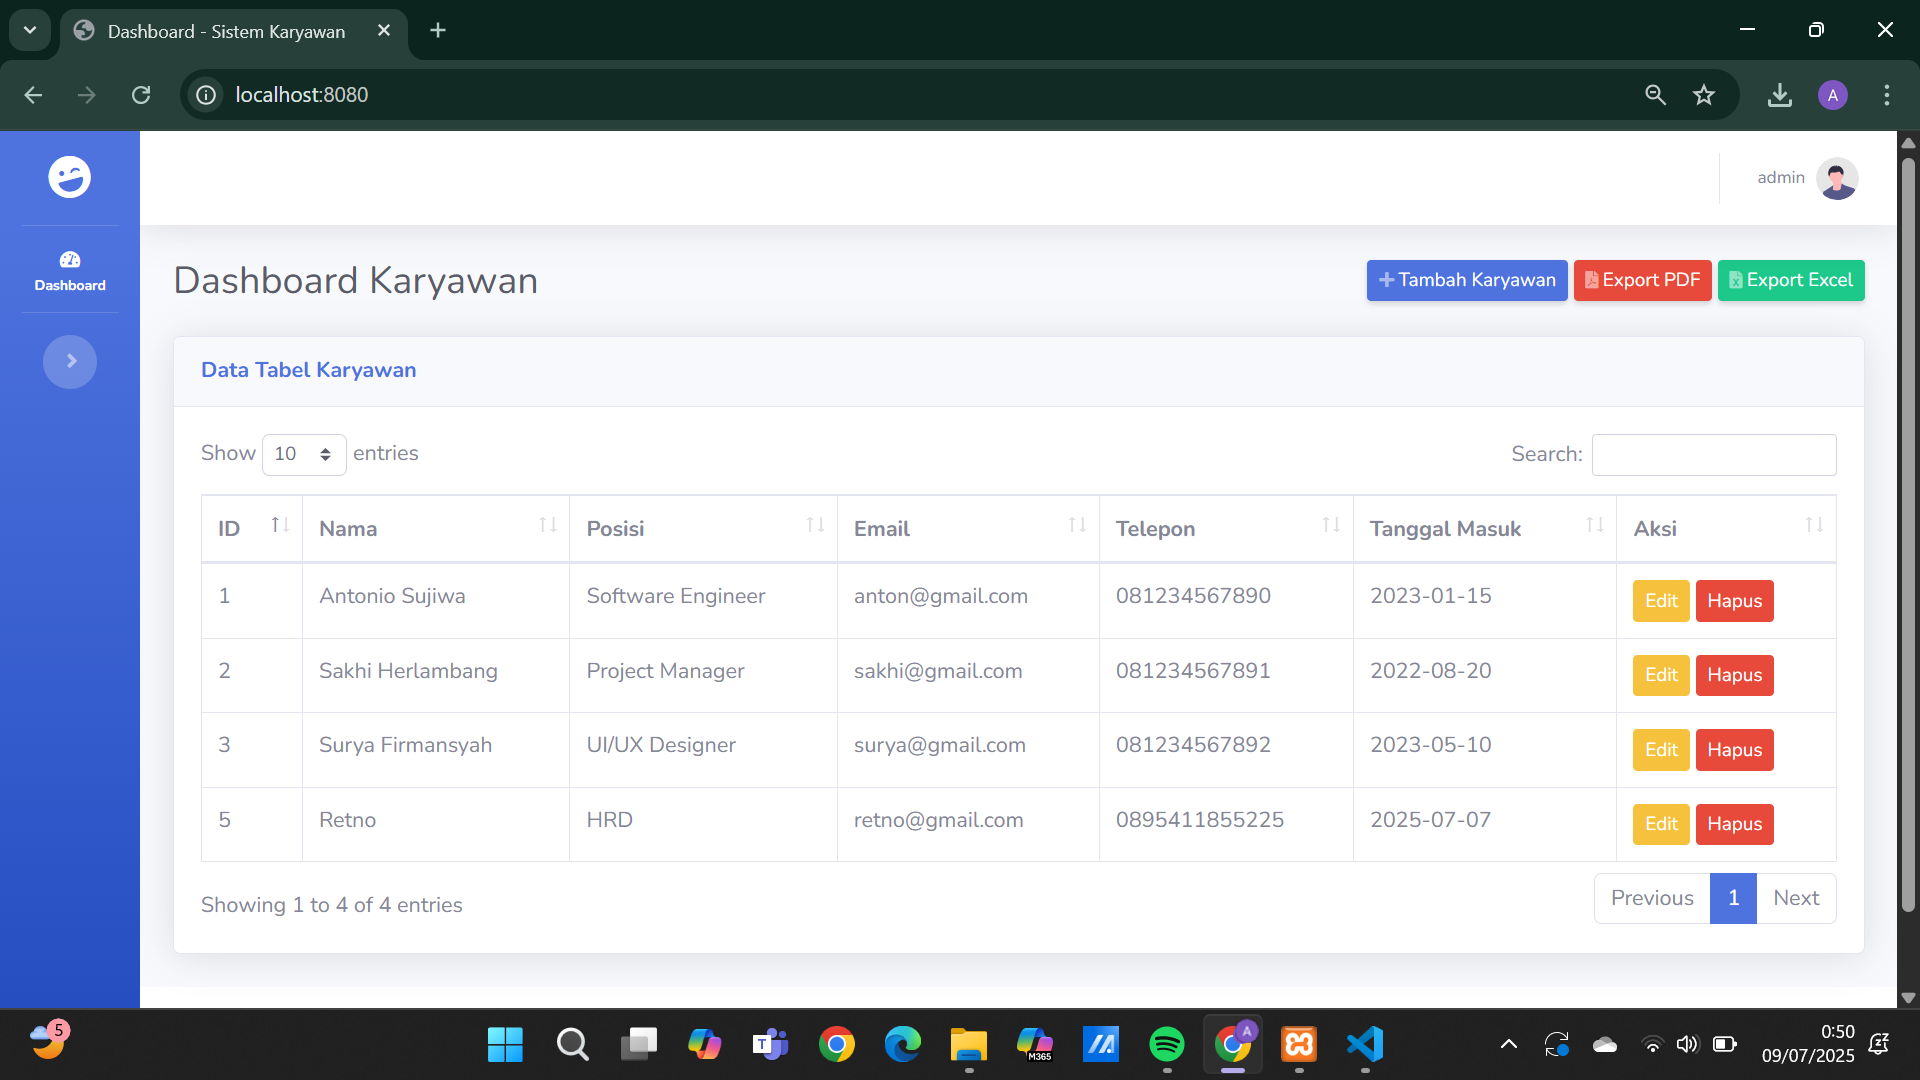 Dashboard - Sistem Karyawan
localhost:8080
A
admin
Dashboard
Dashboard Karyawan
Tambah Karyawan
Export PDF
Export Excel
Data Tabel Karyawan
Show 10 entries
Search:
ID Nama Posisi Email Telepon Tanggal Masuk Aksi
1 Antonio Sujiwa Software Engineer anton@gmail.com 081234567890 2023-01-15 Edit Hapus
2 Sakhi Herlambang Project Manager sakhi@gmail.com 081234567891 2022-08-20 Edit Hapus
3 Surya Firmansyah UI/UX Designer surya@gmail.com 081234567892 2023-05-10 Edit Hapus
5 Retno HRD retno@gmail.com 0895411855225 2025-07-07 Edit Hapus
Showing 1 to 4 of 4 entries
Previous 1 Next
5
T
M365
A
0:50
09/07/2025